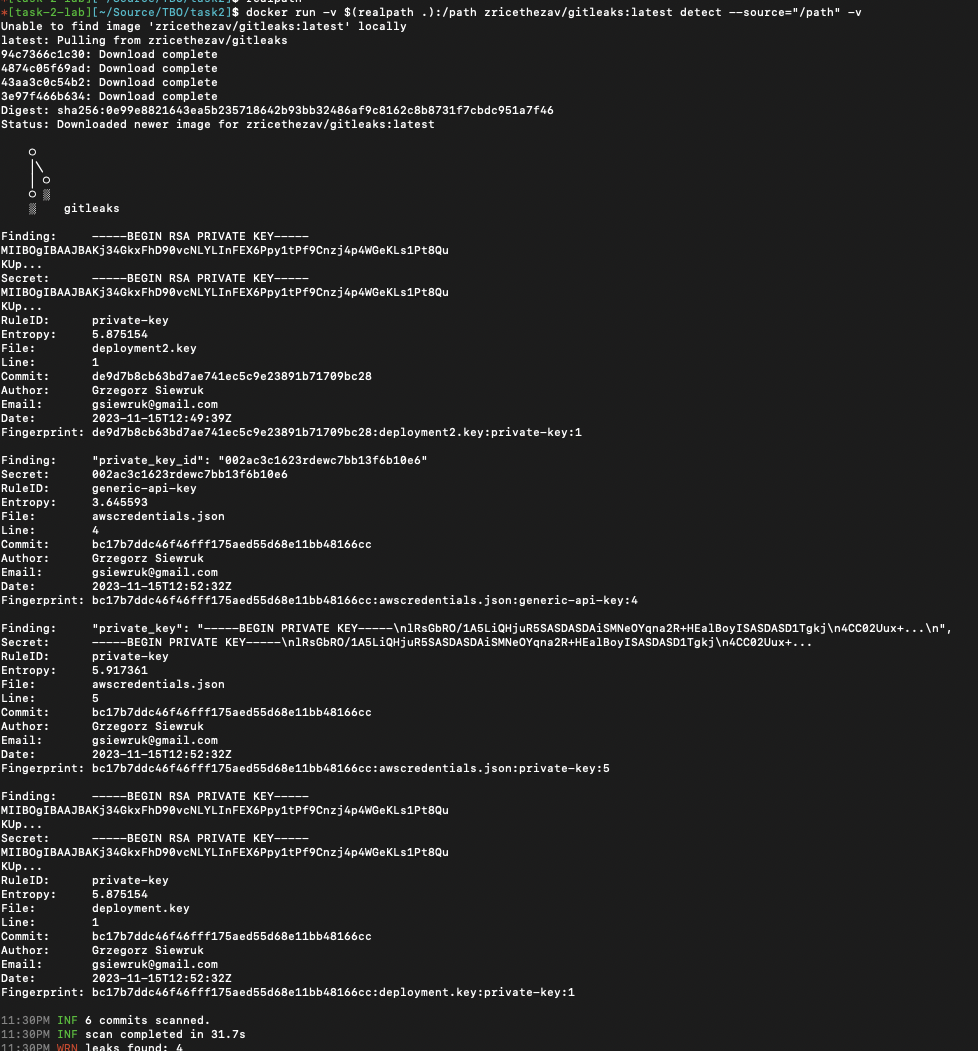 *[task-2-lab][~/Source/TBO/task2]$ realpath
*[task-2-lab][~/Source/TBO/task2]$ docker run -v $(realpath .):/path zricethezav/gitleaks:latest detect --source="/path" -v
Unable to find image 'zricethezav/gitleaks:latest' locally
latest: Pulling from zricethezav/gitleaks
94c7366c1c30: Download complete
4874c05f69ad: Download complete
43aa3c0c54b2: Download complete
3e97f466b634: Download complete
Digest: sha256:0e99e8821643ea5b235718642b93bb32486af9c8162c8b8731f7cbdc951a7f46
Status: Downloaded newer image for zricethezav/gitleaks:latest
○
│╲
│ ○
○ ░
░    gitleaks
Finding:     -----BEGIN RSA PRIVATE KEY-----
MIIBOgIBAAJBAKj34GkxFhD90vcNLYLInFEX6Ppy1tPf9Cnzj4p4WGeKLs1Pt8Qu
KUp...
Secret:      -----BEGIN RSA PRIVATE KEY-----
MIIBOgIBAAJBAKj34GkxFhD90vcNLYLInFEX6Ppy1tPf9Cnzj4p4WGeKLs1Pt8Qu
KUp...
RuleID:      private-key
Entropy:     5.875154
File:        deployment2.key
Line:        1
Commit:      de9d7b8cb63bd7ae741ec5c9e23891b71709bc28
Author:      Grzegorz Siewruk
Email:       gsiewruk@gmail.com
Date:        2023-11-15T12:49:39Z
Fingerprint: de9d7b8cb63bd7ae741ec5c9e23891b71709bc28:deployment2.key:private-key:1
Finding:     "private_key_id": "002ac3c1623rdewc7bb13f6b10e6"
Secret:      002ac3c1623rdewc7bb13f6b10e6
RuleID:      generic-api-key
Entropy:     3.645593
File:        awscredentials.json
Line:        4
Commit:      bc17b7ddc46f46fff175aed55d68e11bb48166cc
Author:      Grzegorz Siewruk
Email:       gsiewruk@gmail.com
Date:        2023-11-15T12:52:32Z
Fingerprint: bc17b7ddc46f46fff175aed55d68e11bb48166cc:awscredentials.json:generic-api-key:4
Finding:     "private_key": "-----BEGIN PRIVATE KEY-----\nlRsGbRO/1A5LiQHjuR5SASDASDAiSMNeOYqna2R+HEalBoyISASDASD1Tgkj\n4CC02Uux+...\n",
Secret:      -----BEGIN PRIVATE KEY-----\nlRsGbRO/1A5LiQHjuR5SASDASDAiSMNeOYqna2R+HEalBoyISASDASD1Tgkj\n4CC02Uux+...
RuleID:      private-key
Entropy:     5.917361
File:        awscredentials.json
Line:        5
Commit:      bc17b7ddc46f46fff175aed55d68e11bb48166cc
Author:      Grzegorz Siewruk
Email:       gsiewruk@gmail.com
Date:        2023-11-15T12:52:32Z
Fingerprint: bc17b7ddc46f46fff175aed55d68e11bb48166cc:awscredentials.json:private-key:5
Finding:     -----BEGIN RSA PRIVATE KEY-----
MIIBOgIBAAJBAKj34GkxFhD90vcNLYLInFEX6Ppy1tPf9Cnzj4p4WGeKLs1Pt8Qu
KUp...
Secret:      -----BEGIN RSA PRIVATE KEY-----
MIIBOgIBAAJBAKj34GkxFhD90vcNLYLInFEX6Ppy1tPf9Cnzj4p4WGeKLs1Pt8Qu
KUp...
RuleID:      private-key
Entropy:     5.875154
File:        deployment.key
Line:        1
Commit:      bc17b7ddc46f46fff175aed55d68e11bb48166cc
Author:      Grzegorz Siewruk
Email:       gsiewruk@gmail.com
Date:        2023-11-15T12:52:32Z
Fingerprint: bc17b7ddc46f46fff175aed55d68e11bb48166cc:deployment.key:private-key:1
11:30PM INF 6 commits scanned.
11:30PM INF scan completed in 31.7s
11:30PM WRN leaks found: 4